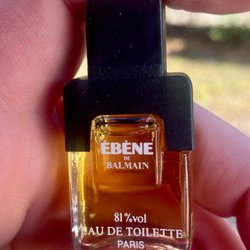 ÉBÈNE
DE
BALMAIN
81%vol
EAU DE TOILETTE
PARIS